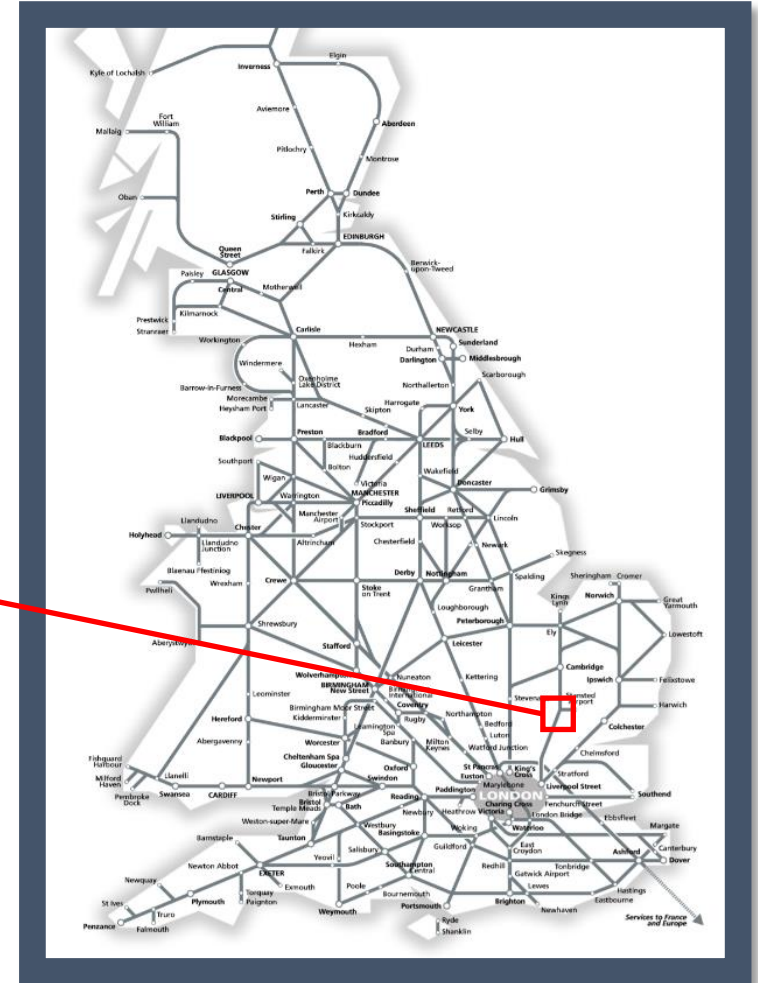 Elgin
Inverness
Kyle of Lochalsh
Aviemore
Fort
William
Mallaig
Aberdeen
Pitlochry
Montrose
Perth
Dundee
Oban
Stirling
Kirkcaldy
EDINBURGH
Queen
Street
Falkirk
Berwick-
upon-Tweed
Paisley
GLASGOW
Central
Motherwell
Prestwick
Kilmarnock
Stranraer
Carlisle
NEWCASTLE
Workington
Hexham
Sunderland
Durham
Darlington
Middlesbrough
Windermere
Scarborough
Oxenholme
Lake District
Barrow-in-Furness
Northallerton
Morecambe
Heysham Port
Lancaster
Harrogate
Skipton
York
Blackpool
Preston
Bradford
LEEDS
Selby
Hull
Blackburn
Huddersfield
Southport
Bolton
Wakefield
Wigan
Victoria
Doncaster
LIVERPOOL
Warrington
MANCHESTER
Piccadilly
Grimsby
Manchester
Airport
Sheffield
Retford
Llandudno
Stockport
Worksop
Lincoln
Holyhead
Chester
Llandudno
Junction
Altrincham
Chesterfield
Newark
Skegness
Blaenau Ffestiniog
Derby
Nottingham
Spalding
Sheringham
Cromer
Pwllheli
Wrexham
Crewe
Stoke
on Trent
Grantham
Kings
Lynn
Norwich
Great
Yarmouth
Loughborough
Shrewsbury
Peterborough
Ely
Lowestoft
Aberystwyth
Stafford
Leicester
Wolverhampton
Nuneaton
Kettering
Cambridge
BIRMINGHAM
New Street
International
Ipswich
Felixstowe
Leominster
Birmingham Moor Street
Coventry
Airport
Harwich
Kidderminster
Rugby
Northampton
Bedford
Hereford
Leamington
Spa
Colchester
Abergavenny
Worcester
Banbury
Milton
Keynes
Luton
Watford Junction
Chelmsford
Cheltenham Spa
Gloucester
Oxford
St Pancras
King's
Cross
Fishguard
Harbour
Euston
Stratford
Milford
Haven
Llanelli
Newport
Swindon
Marylebone
Liverpool Street
Pembroke
Dock
Swansea
CARDIFF
Bristol Parkway
Reading
Paddington
LONDON
Southend
Bristol
Temple Meads
Bath
Newbury
Heathrow
Victoria
Charing Cross
Fenchurch Street
Weston-super-Mare
London Bridge
Ebbsfleet
Waterloo
Westbury
Basingstoke
Woking
Margate
Barnstaple
Taunton
Salisbury
Guildford
East
Croydon
Canterbury
Newton Abbot
Yeovil
Southampton
Central
Redhill
Tonbridge
Ashford
Dover
EXETER
Gatwick Airport
Newquay
Exmouth
Poole
Lewes
Hastings
St Ives
Plymouth
Torquay
Paignton
Bournemouth
Eastbourne
Truro
Weymouth
Portsmouth
Brighton
Newhaven
Penzance
Falmouth
Ryde
Shanklin
Services to France
and Europe